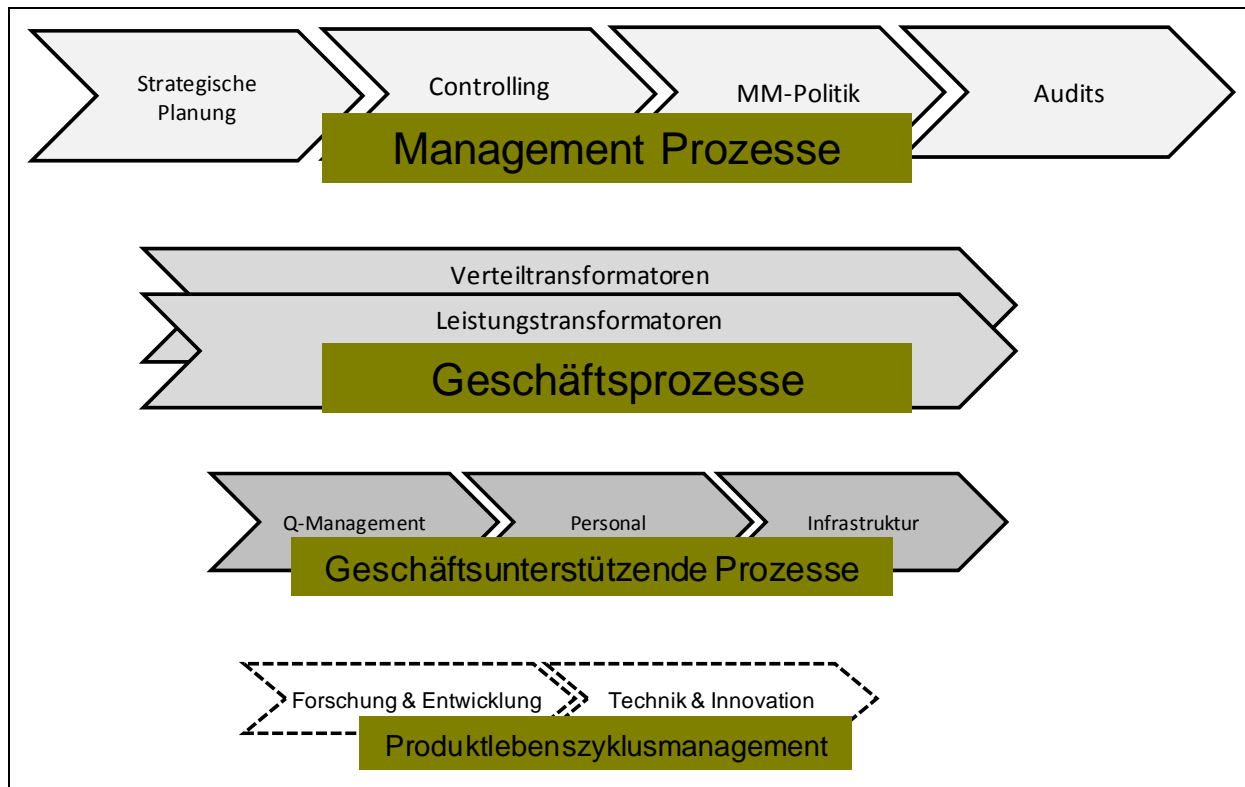 Strategische
Planung
Controlling
MM-Politik
Audits
Management Prozesse
Verteiltransformatoren
Leistungstransformatoren
Geschäftsprozesse
Q-Management
Personal
Infrastruktur
Geschäftsunterstützende Prozesse
Forschung & Entwicklung
Technik & Innovation
Produktlebenszyklusmanagement